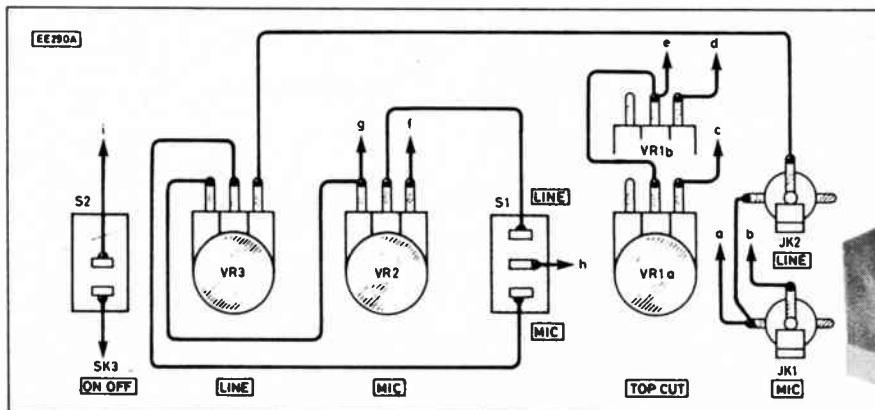 EE290A
e
d
i
g
f
c
VR1b
S2
S1
LINE
a
b
JK2
LINE
VR3
VR2
h
VR1a
MIC
SK3
JK1
ON OFF
LINE
MIC
TOP CUT
MIC